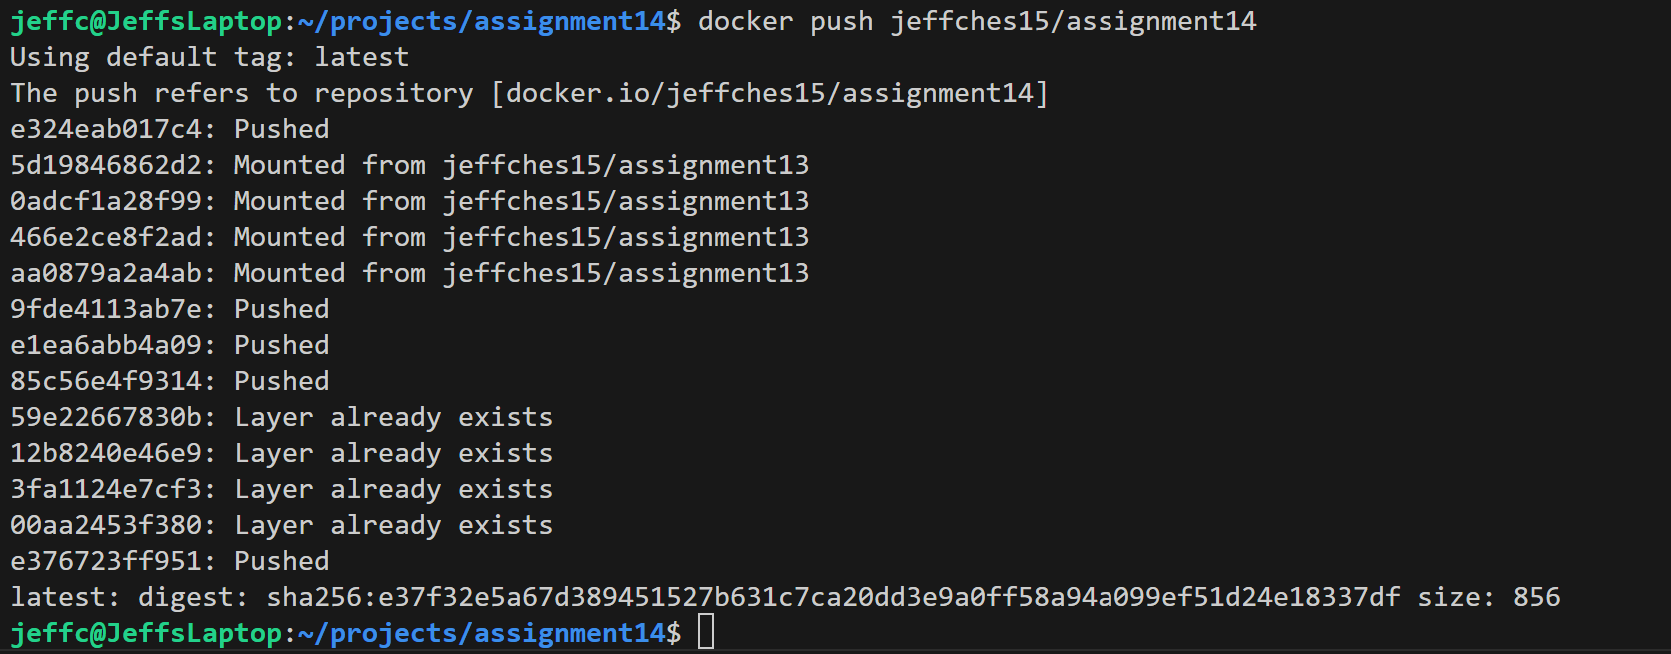 jeffc@JeffsLaptop:~/projects/assignment14$ docker push jeffches15/assignment14
Using default tag: latest
The push refers to repository [docker.io/jeffches15/assignment14]
e324eab017c4: Pushed
5d19846862d2: Mounted from jeffches15/assignment13
0adcf1a28f99: Mounted from jeffches15/assignment13
466e2ce8f2ad: Mounted from jeffches15/assignment13
aa0879a2a4ab: Mounted from jeffches15/assignment13
9fde4113ab7e: Pushed
e1ea6abb4a09: Pushed
85c56e4f9314: Pushed
59e22667830b: Layer already exists
12b8240e46e9: Layer already exists
3fa1124e7cf3: Layer already exists
00aa2453f380: Layer already exists
e376723ff951: Pushed
latest: digest: sha256:e37f32e5a67d389451527b631c7ca20dd3e9a0ff58a94a099ef51d24e18337df size: 856
jeffc@JeffsLaptop:~/projects/assignment14$